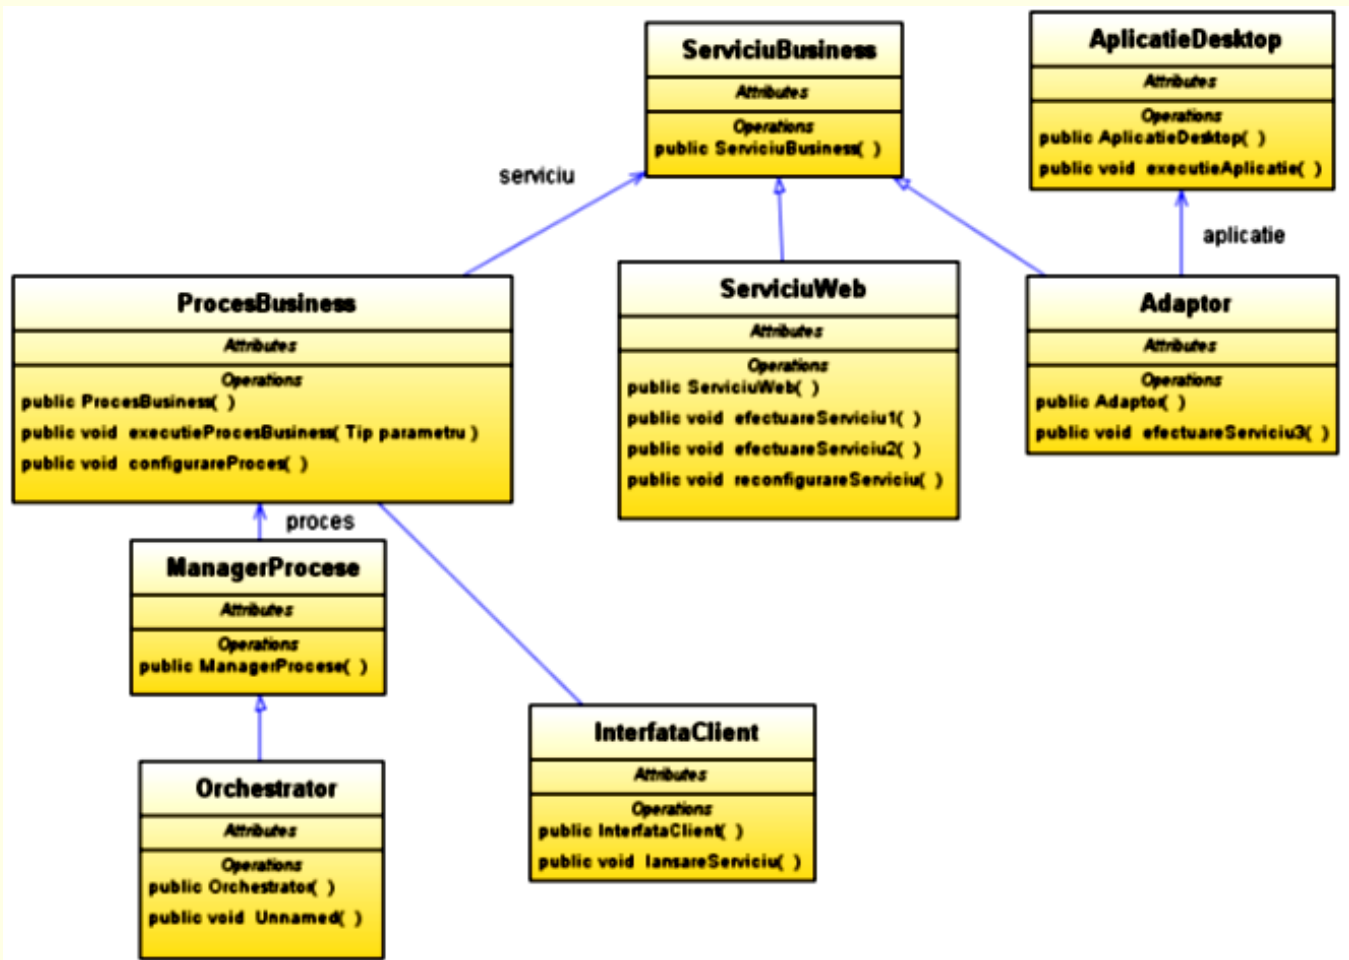 ServiciuBusiness
Attributes
Operations
public ServiciuBusiness( )
AplicatieDesktop
Attributes
Operations
public AplicatieDesktop( )
public void executieAplicatie( )
serviciu
aplicatie
ProcesBusiness
Attributes
Operations
public ProcesBusiness( )
public void executieProcesBusiness( Tip parametru )
public void configurareProces( )
ServiciuWeb
Attributes
Operations
public ServiciuWeb( )
public void efectuareServiciu1( )
public void efectuareServiciu2( )
public void reconfigurareServiciu( )
Adaptor
Attributes
Operations
public Adaptor( )
public void efectuareServiciu3( )
proces
ManagerProcese
Attributes
Operations
public ManagerProcese( )
InterfataClient
Attributes
Operations
public InterfataClient( )
public void lansareServiciu( )
Orchestrator
Attributes
Operations
public Orchestrator( )
public void Unnamed( )